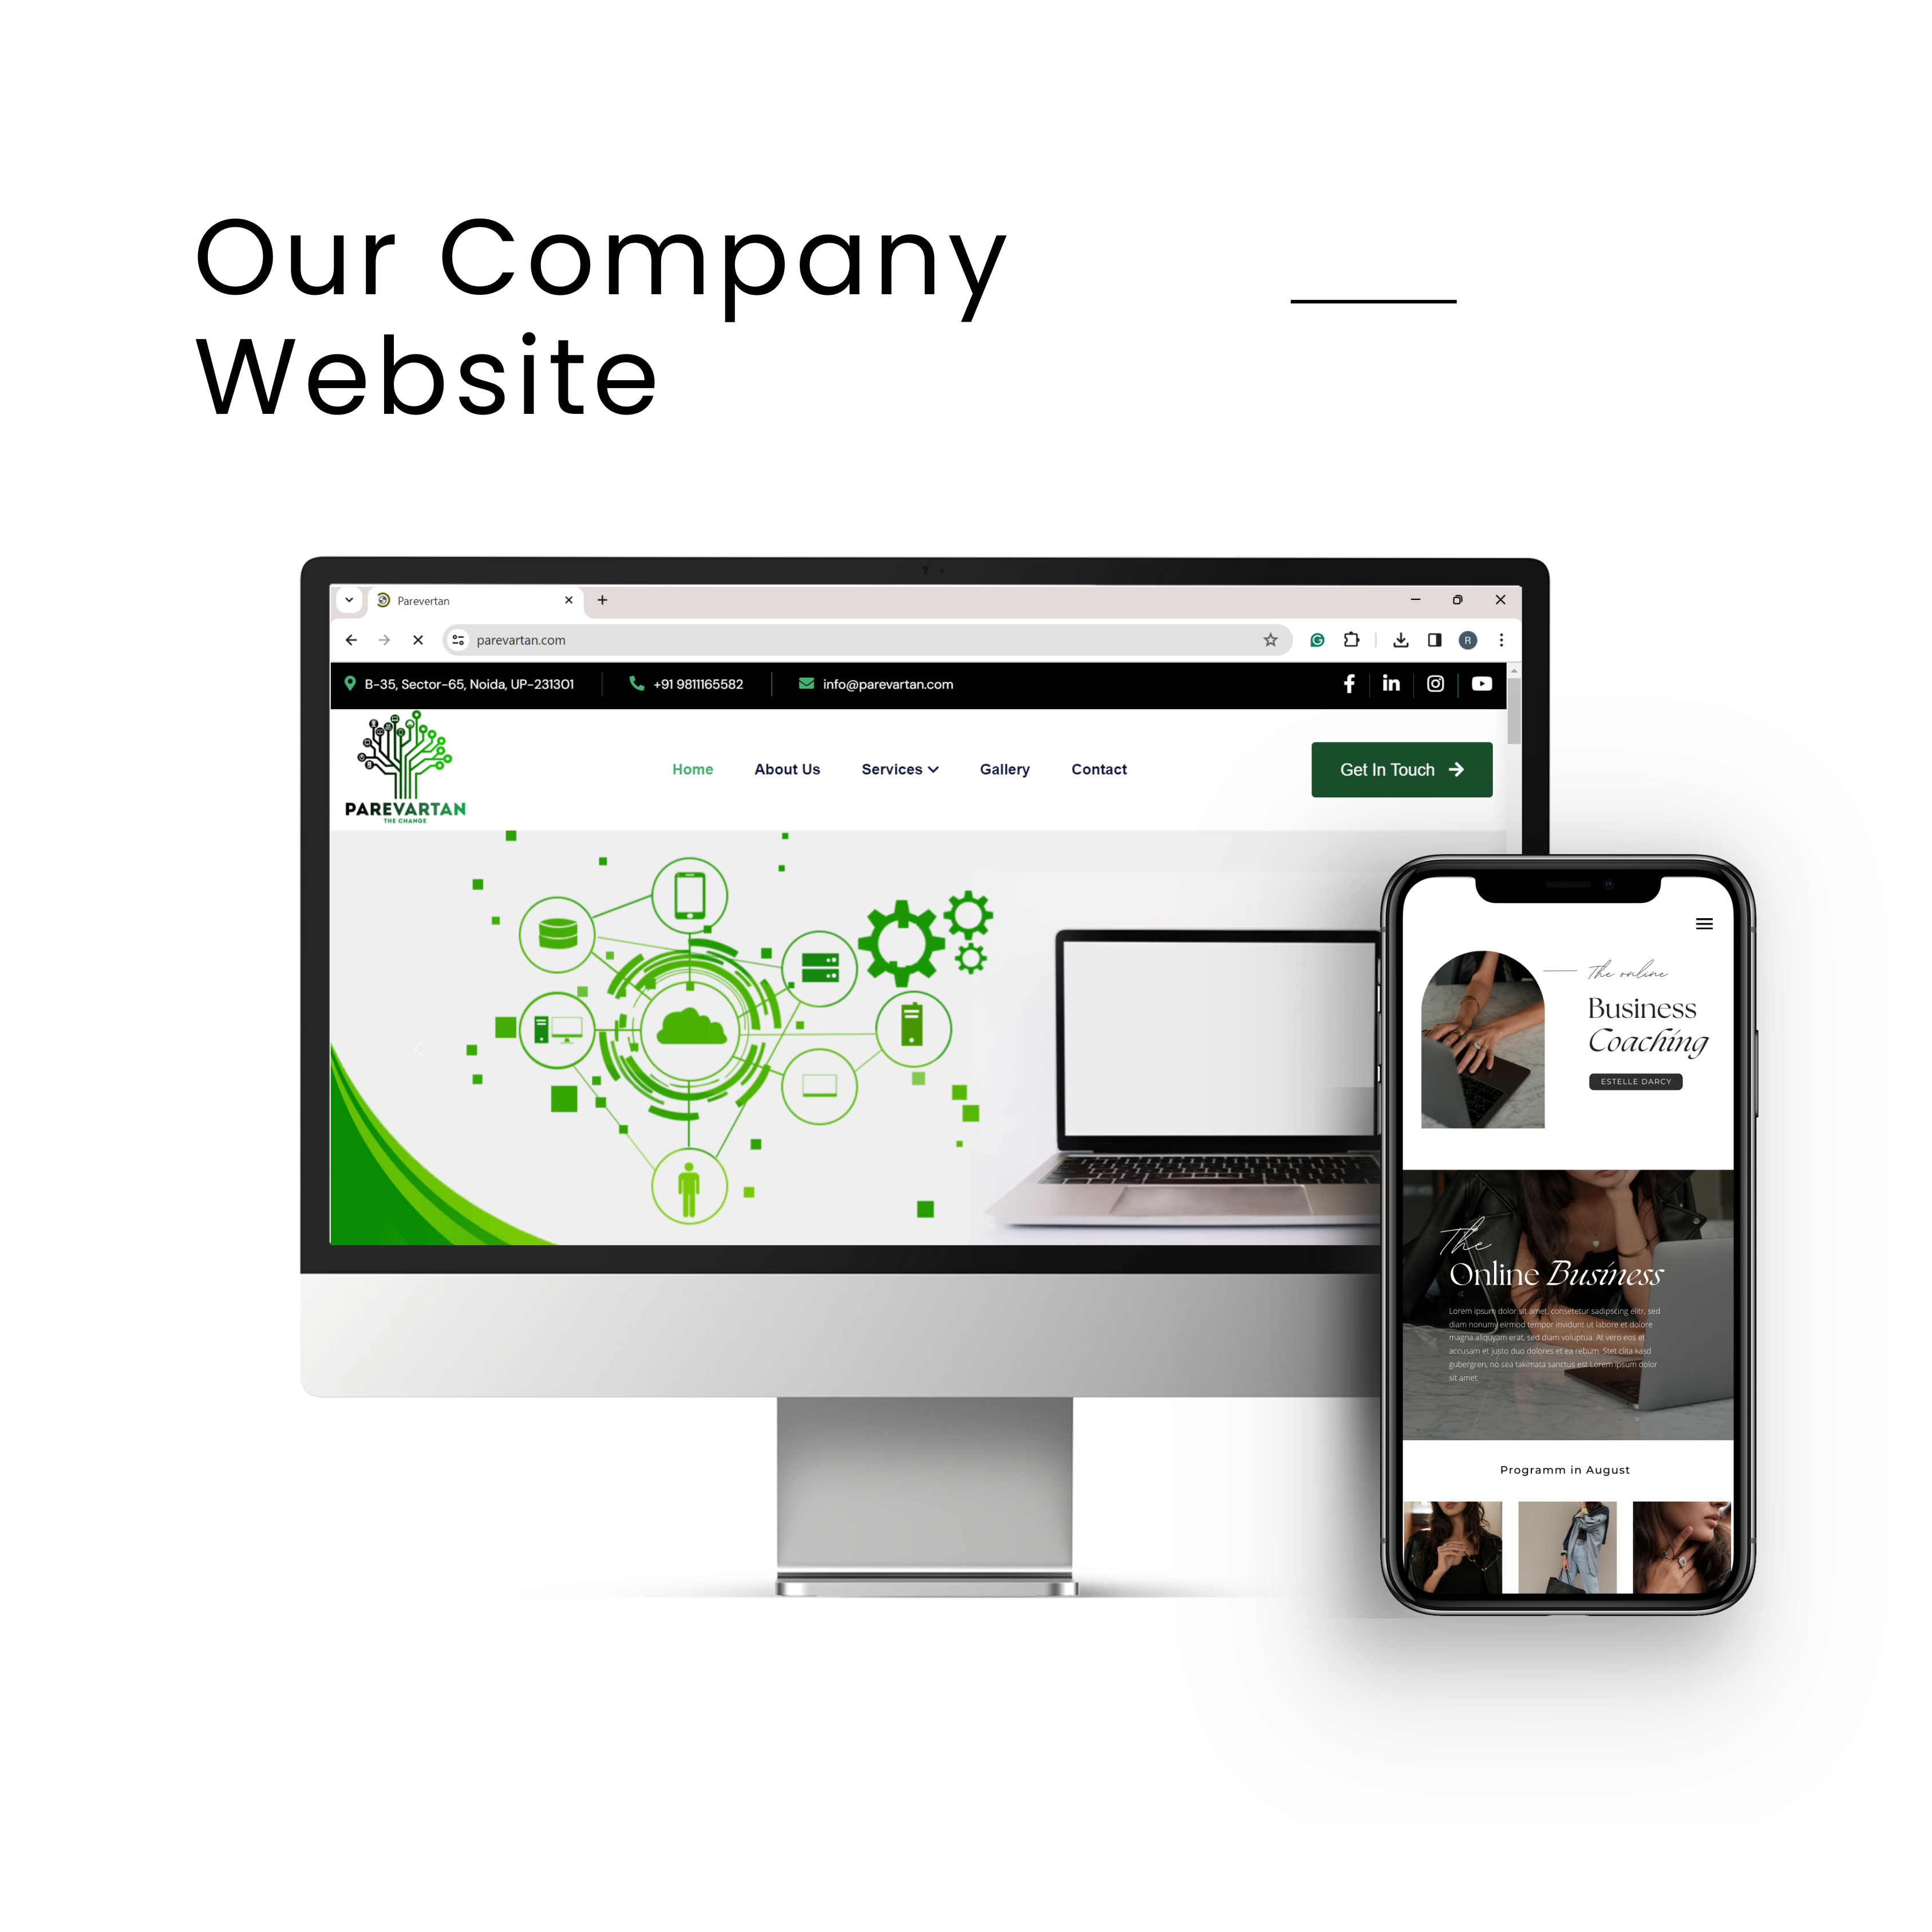 Our Company
Website
Parevertan
parevartan.com
R
B-35, Sector-65, Noida, UP-231301
+91 9811165582
info@parevartan.com
PAREVARTAN
THE CHANGE
Home
About Us
Services
Gallery
Contact
Get In Touch
The online
Business
Coaching
ESTELLE DARCY
The
Online Business
Lorem ipsum dolor sit amet, consetetur sadipscing elitr, sed
diam nonumy eirmod tempor invidunt ut labore et dolore
magna aliquyam erat, sed diam voluptua. At vero eos et
accusam et justo duo dolores et ea rebum. Stet clita kasd
gubergren, no sea takimata sanctus est Lorem ipsum dolor
sit amet.
Programm in August